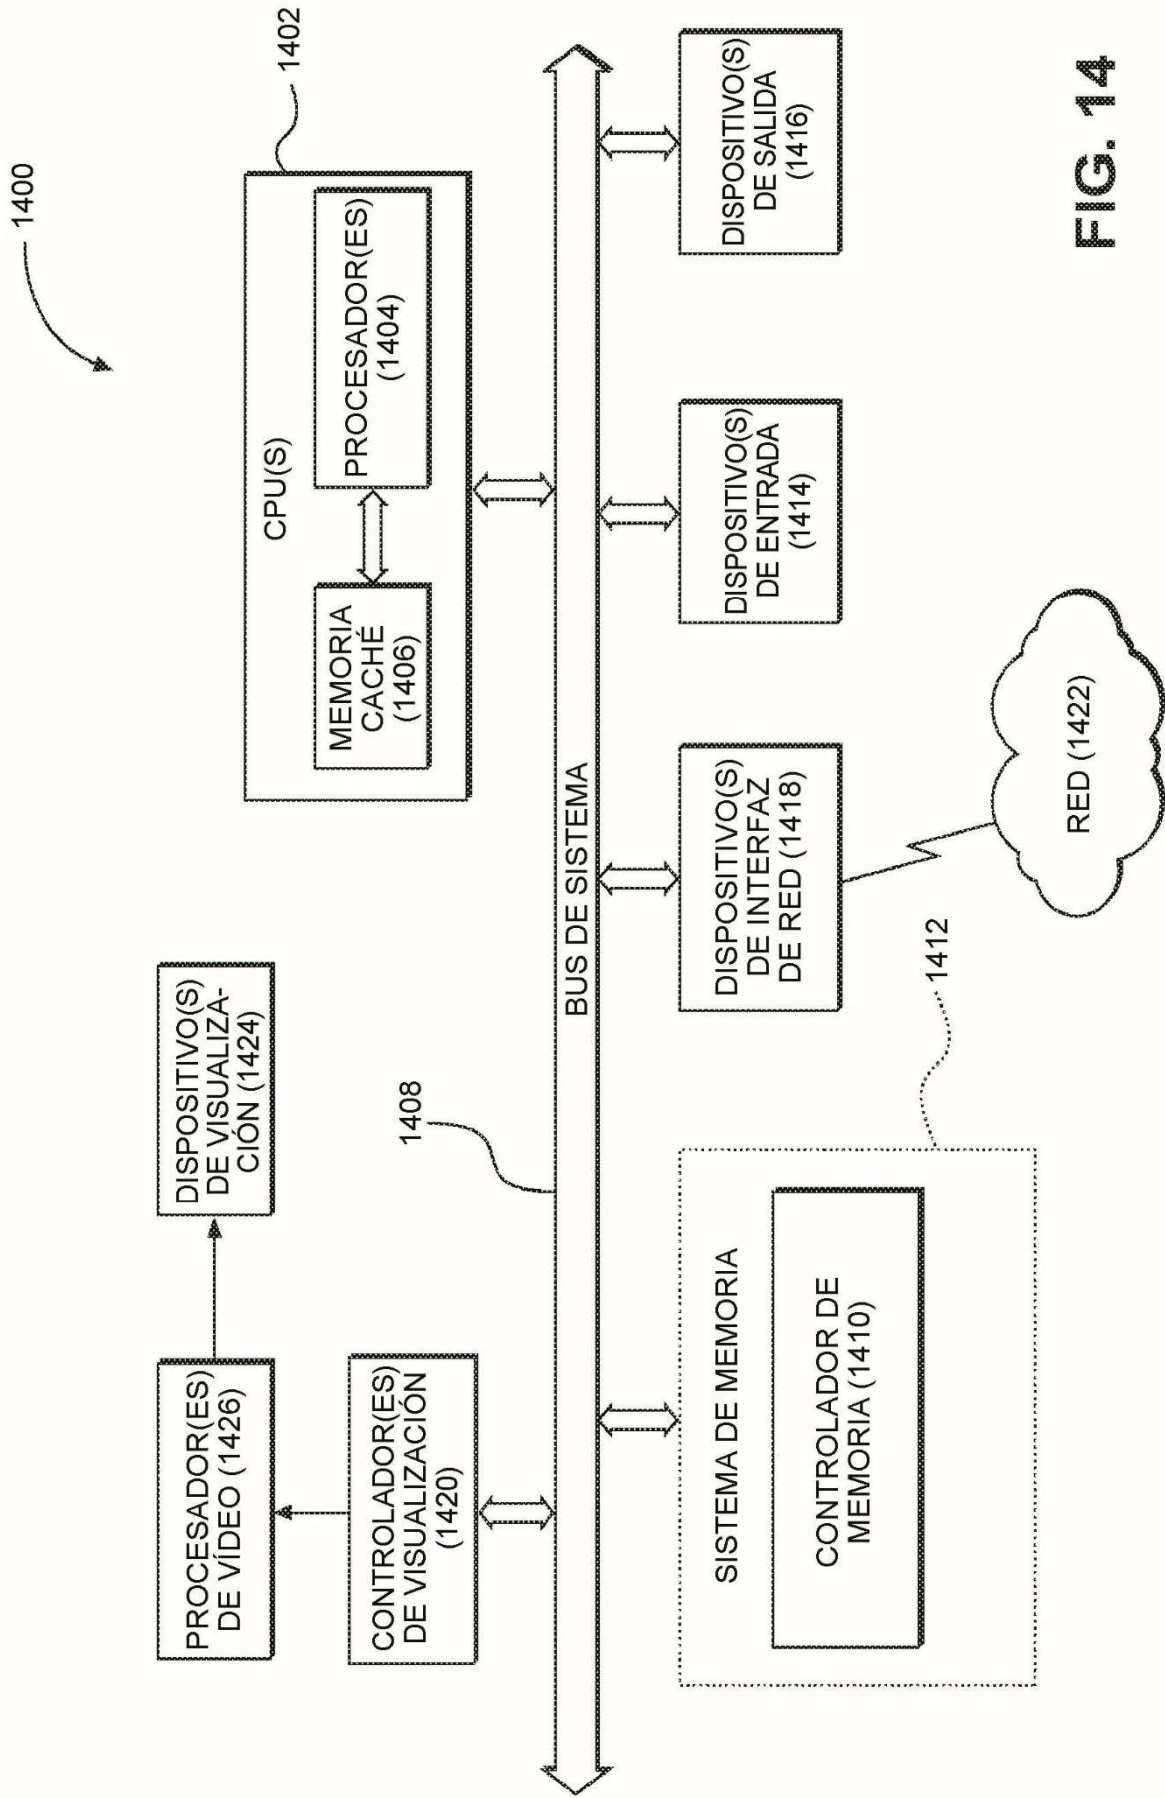 1400
1402
CPU(S)
PROCESADOR(ES)
(1404)
MEMORIA
CACHÉ
(1406)
DISPOSITIVO(S)
DE VISUALIZA-
CIÓN (1424)
PROCESADOR(ES)
DE VÍDEO (1426)
CONTROLADOR(ES)
DE VISUALIZACIÓN
(1420)
1408
BUS DE SISTEMA
SISTEMA DE MEMORIA
CONTROLADOR DE
MEMORIA (1410)
1412
DISPOSITIVO(S)
DE INTERFAZ
DE RED (1418)
RED (1422)
DISPOSITIVO(S)
DE ENTRADA
(1414)
DISPOSITIVO(S)
DE SALIDA
(1416)
FIG. 14